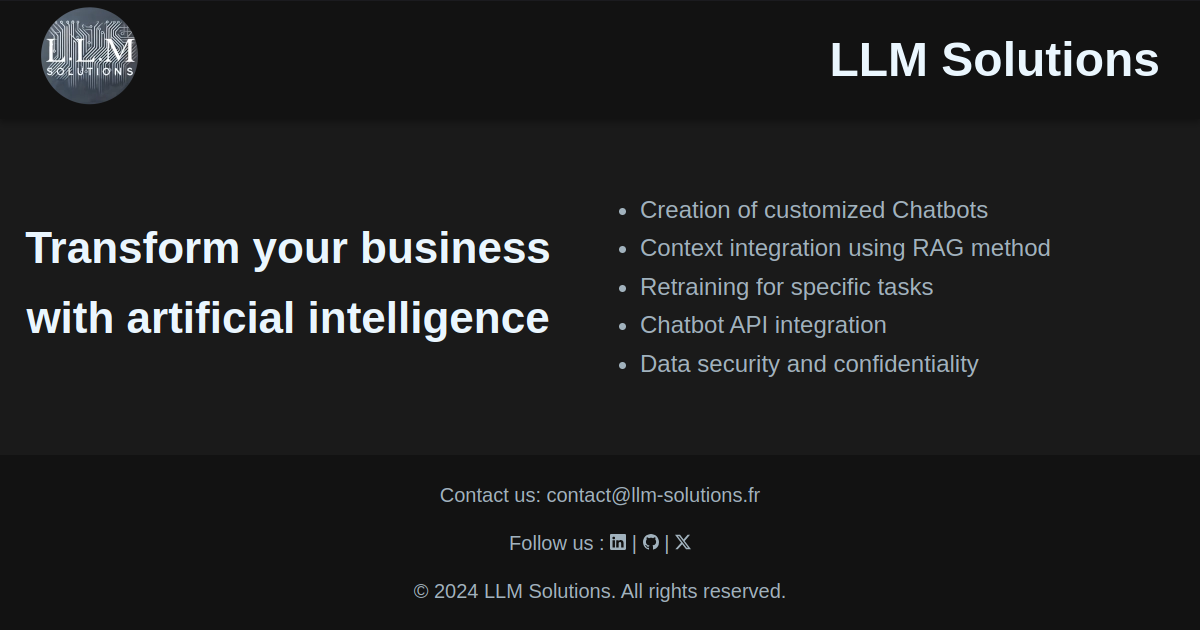 L.L.M
SOLUTIONS
LLM Solutions
Transform your business
with artificial intelligence
• Creation of customized Chatbots
• Context integration using RAG method
• Retraining for specific tasks
• Chatbot API integration
• Data security and confidentiality
Contact us: contact@llm-solutions.fr
Follow us : in | | X
© 2024 LLM Solutions. All rights reserved.